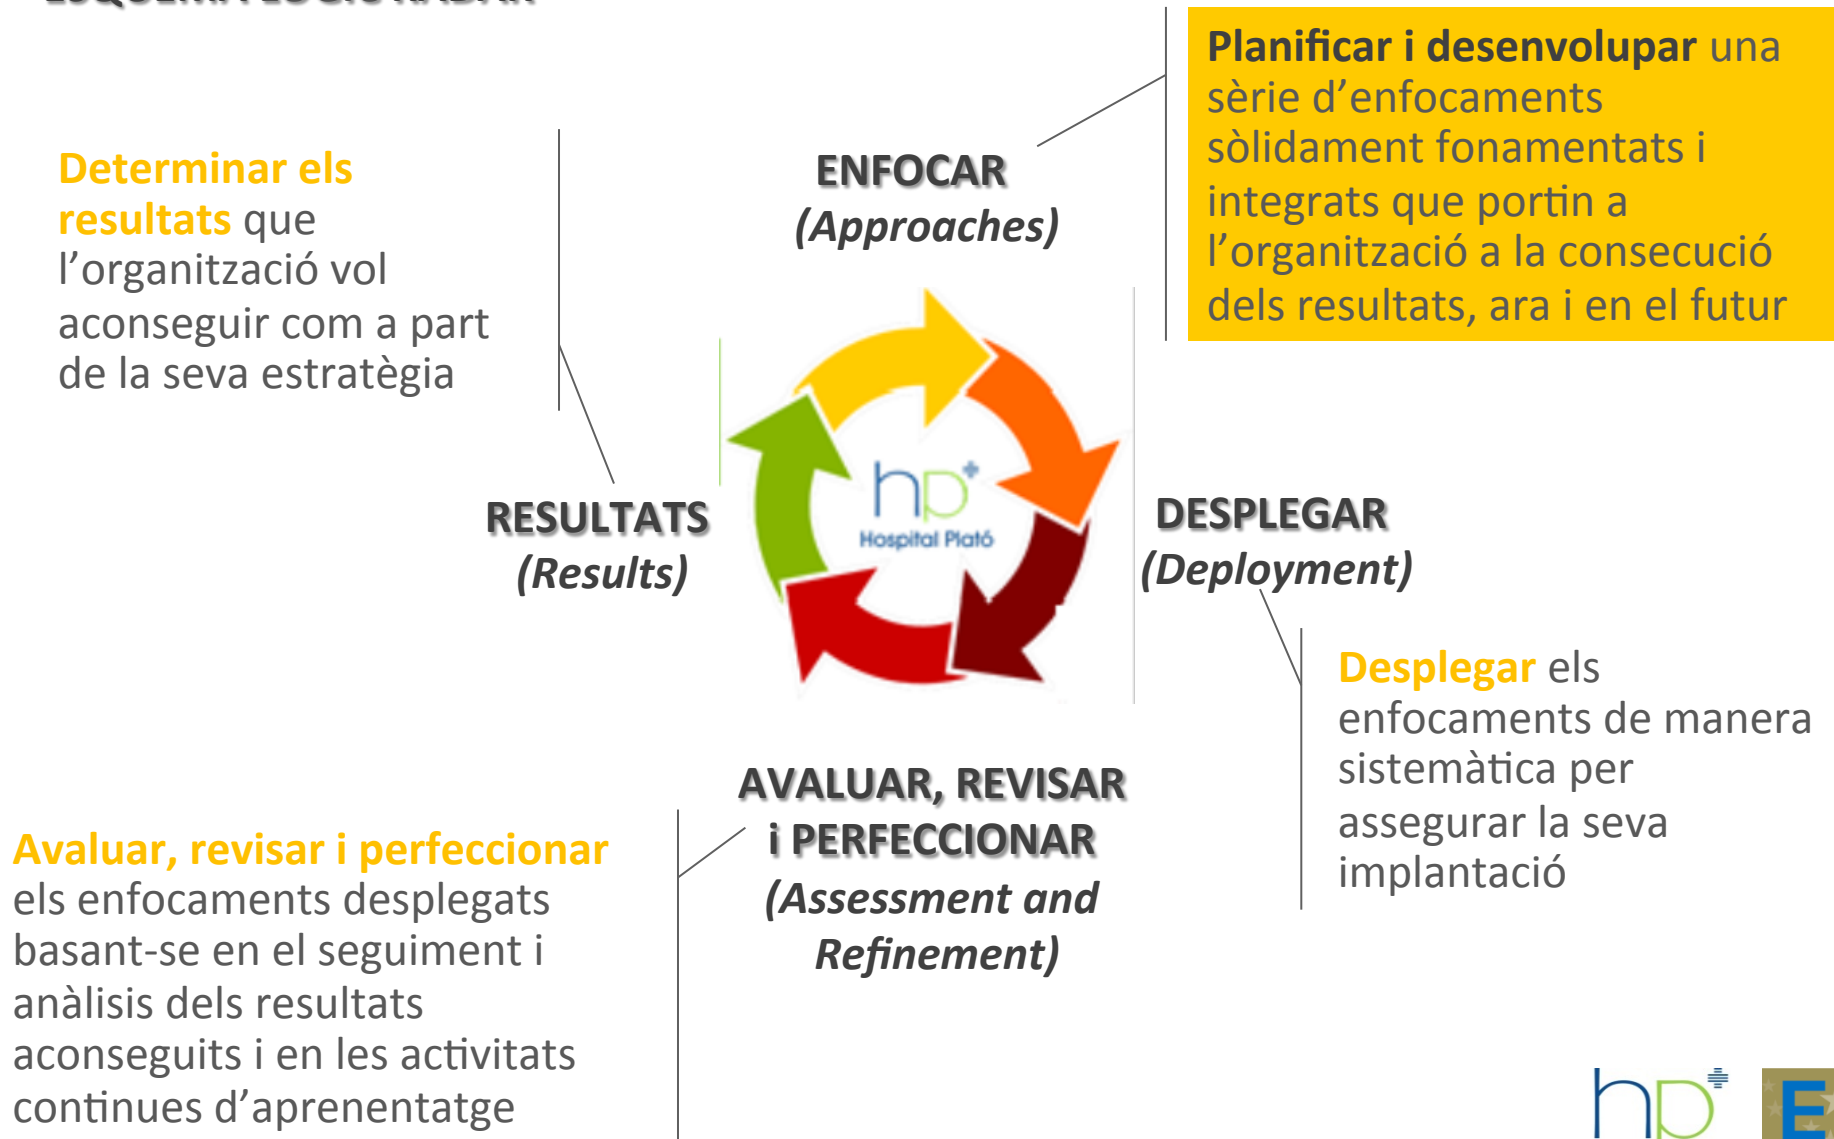 ESQUEMA LÒGIC RADAR
Determinar els
resultats que
l’organització vol
aconseguir com a part
de la seva estratègia
ENFOCAR
(Approaches)
Planificar i desenvolupar una
sèrie d’enfocaments
sòlidament fonamentats i
integrats que portin a
l’organització a la consecució
dels resultats, ara i en el futur
RESULTATS
(Results)
hp
Hospital Plató
DESPLEGAR
(Deployment)
Desplegar els
enfocaments de manera
sistemàtica per
assegurar la seva
implantació
AVALUAR, REVISAR
i PERFECCIONAR
(Assessment and
Refinement)
Avaluar, revisar i perfeccionar
els enfocaments desplegats
basant-se en el seguiment i
anàlisis dels resultats
aconseguits i en les activitats
continues d’aprenentatge
hp
E